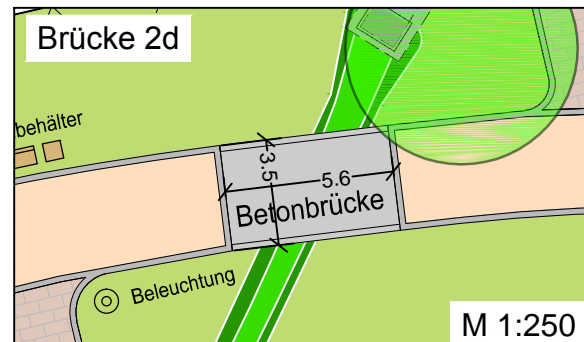 Brücke 2d
behälter
3.5
5.6
Betonbrücke
Beleuchtung
M 1:250